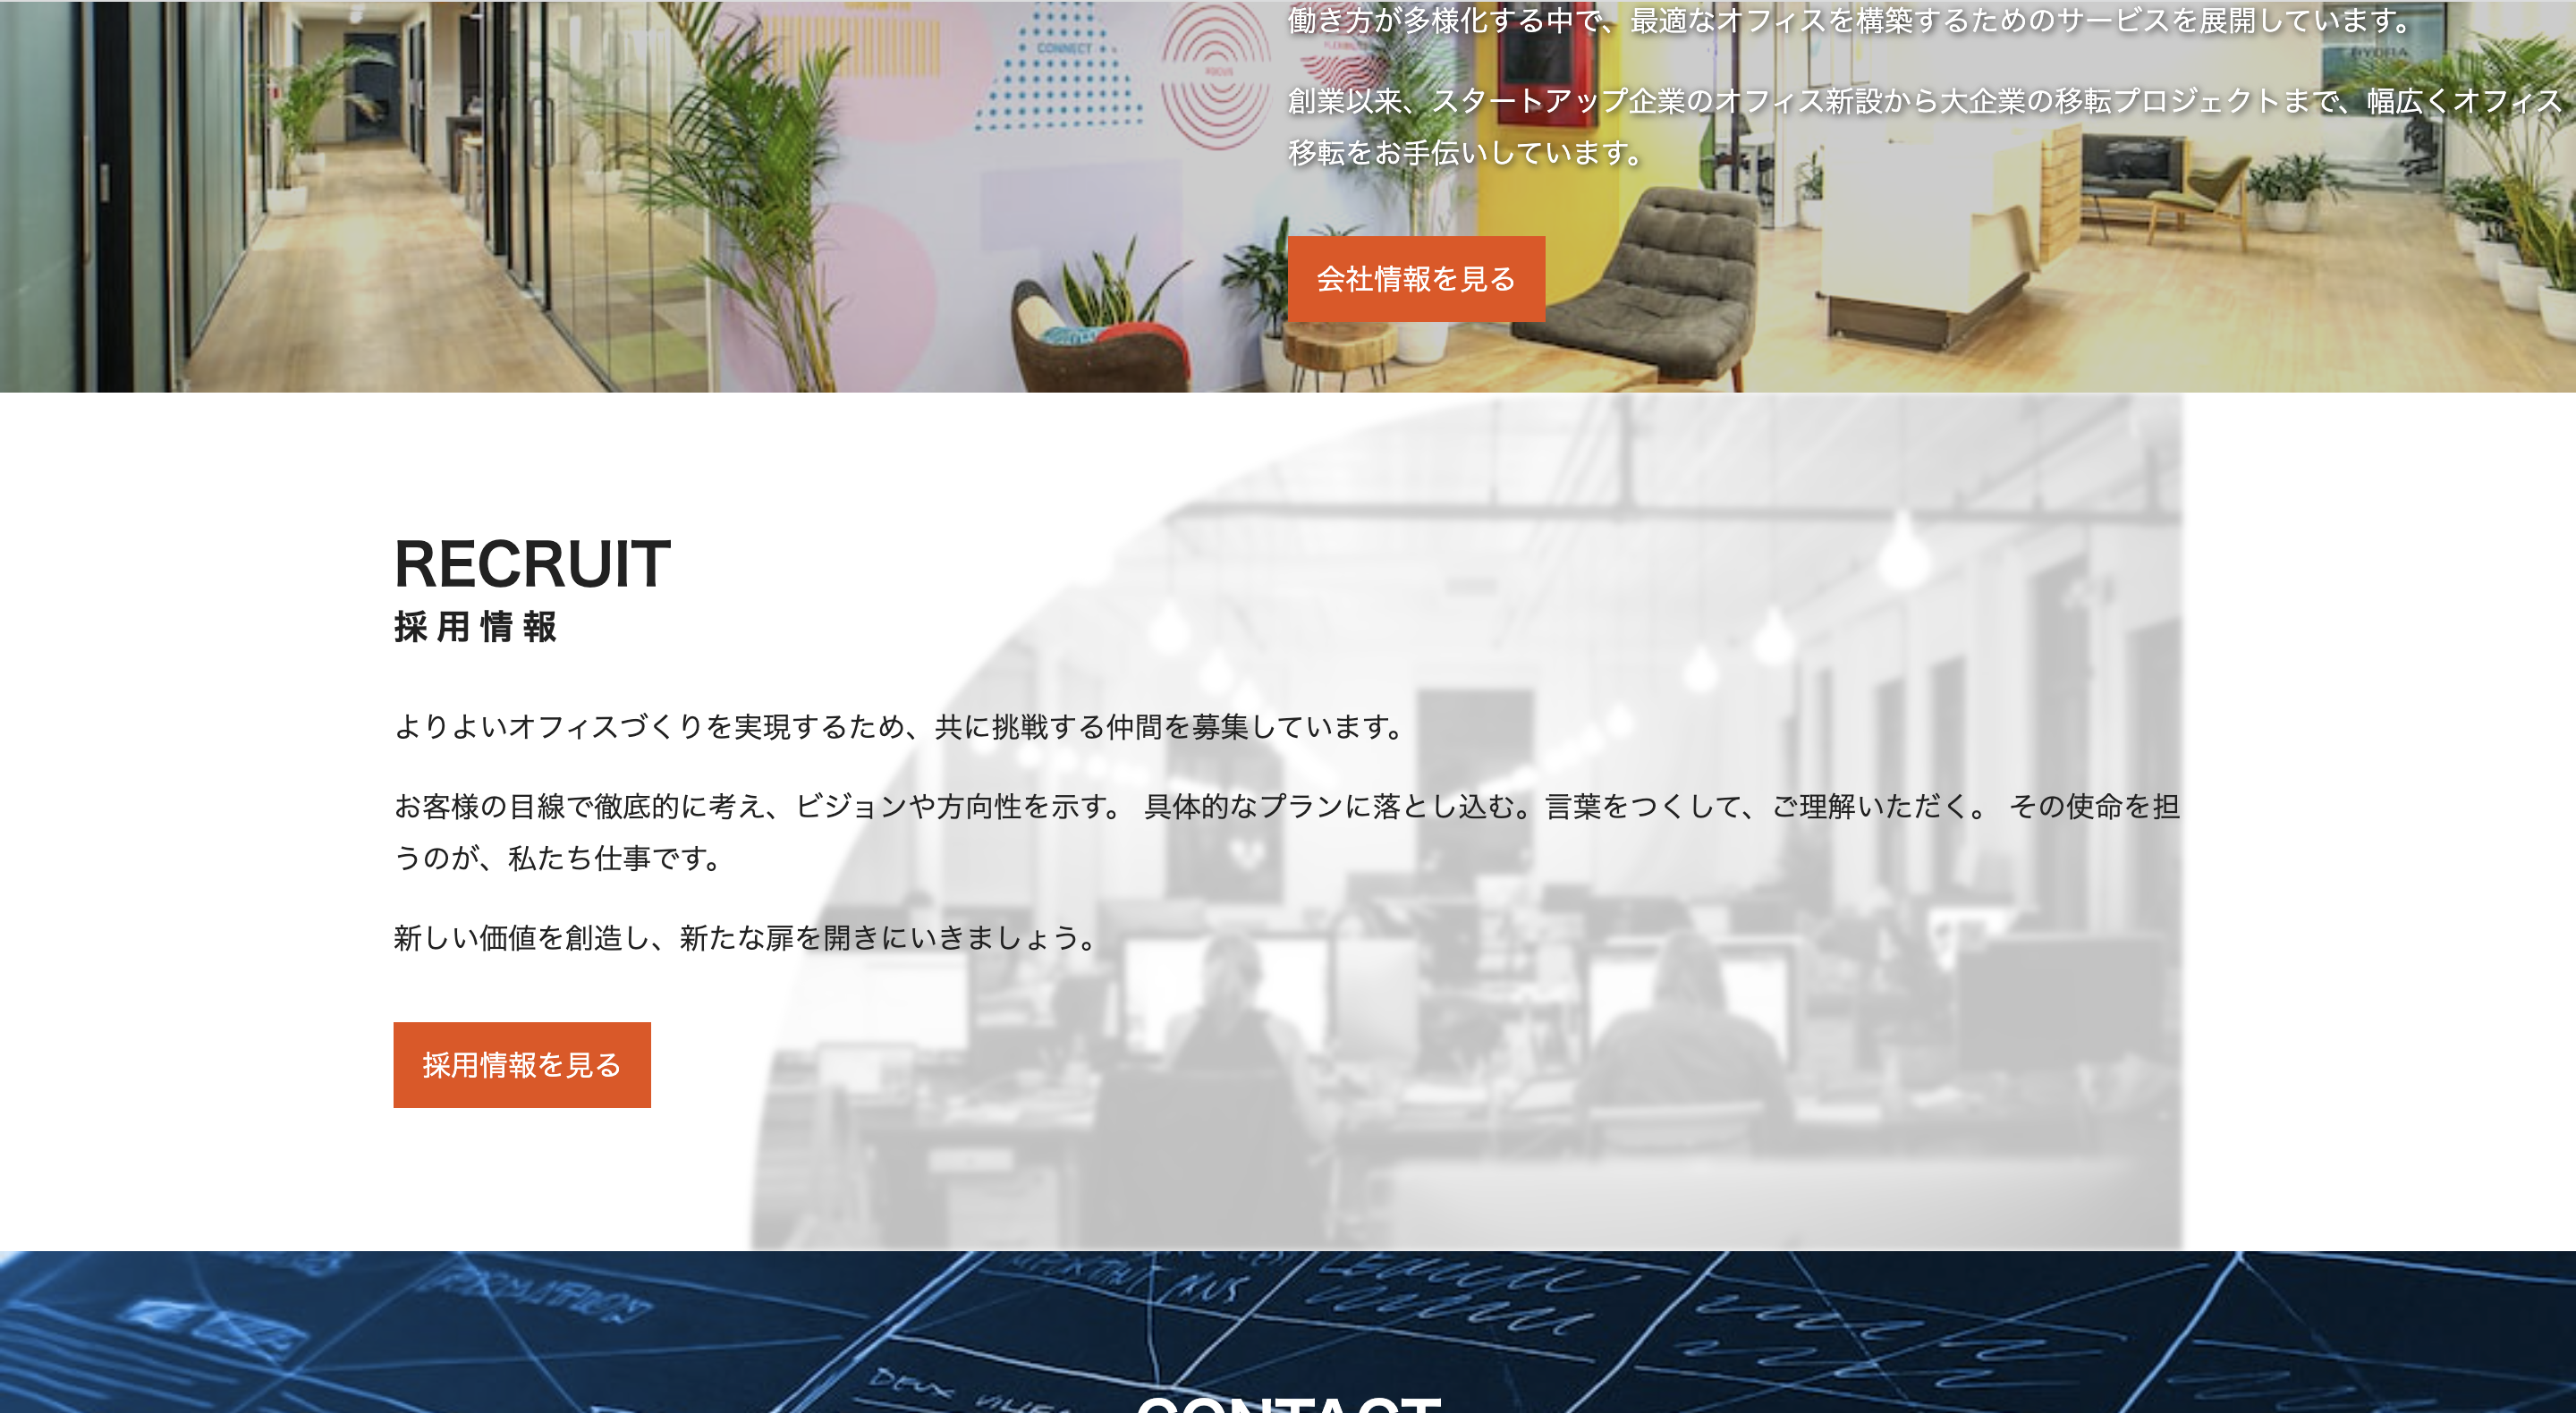 働き方が多様化する中で、最適なオフィスを構築するためのサービスを展開しています。
CONNECT
FOCUS
創業以来、スタートアップ企業のオフィス新設から大企業の移転プロジェクトまで、幅広くオフィス
移転をお手伝いしています。
会社情報を見る
RECRUIT
採用情報
よりよいオフィスづくりを実現するため、共に挑戦する仲間を募集しています。
お客様の目線で徹底的に考え、ビジョンや方向性を示す。 具体的なプランに落とし込む。言葉をつくして、ご理解いただく。 その使命を担
うのが、私たち仕事です。
新しい価値を創造し、新たな扉を開きにいきましょう。
採用情報を見る
CONTACT